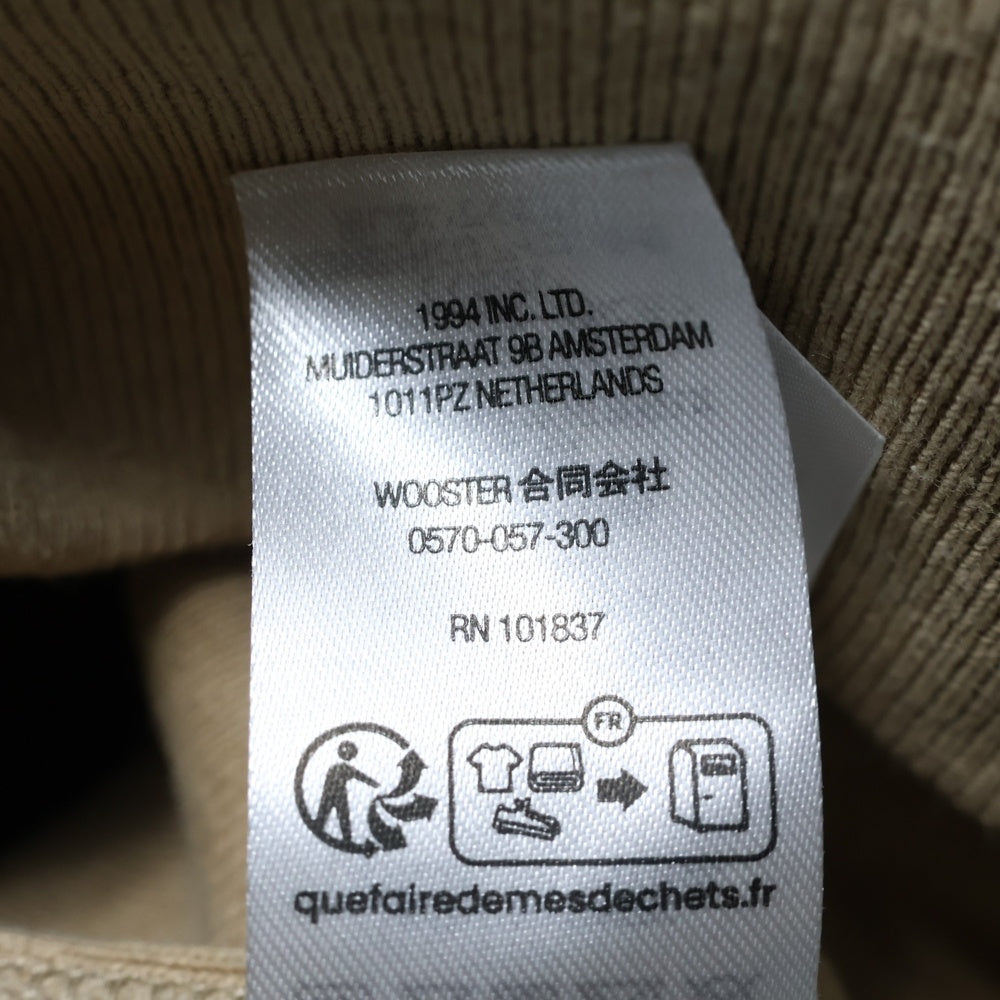 1994 INC. LTD.
MUIDERSTRAAT 9B AMSTERDAM
1011PZ NETHERLANDS
WOOSTER 合同会社
0570-057-300
RN 101837
FR
quefairedemesdechets.fr